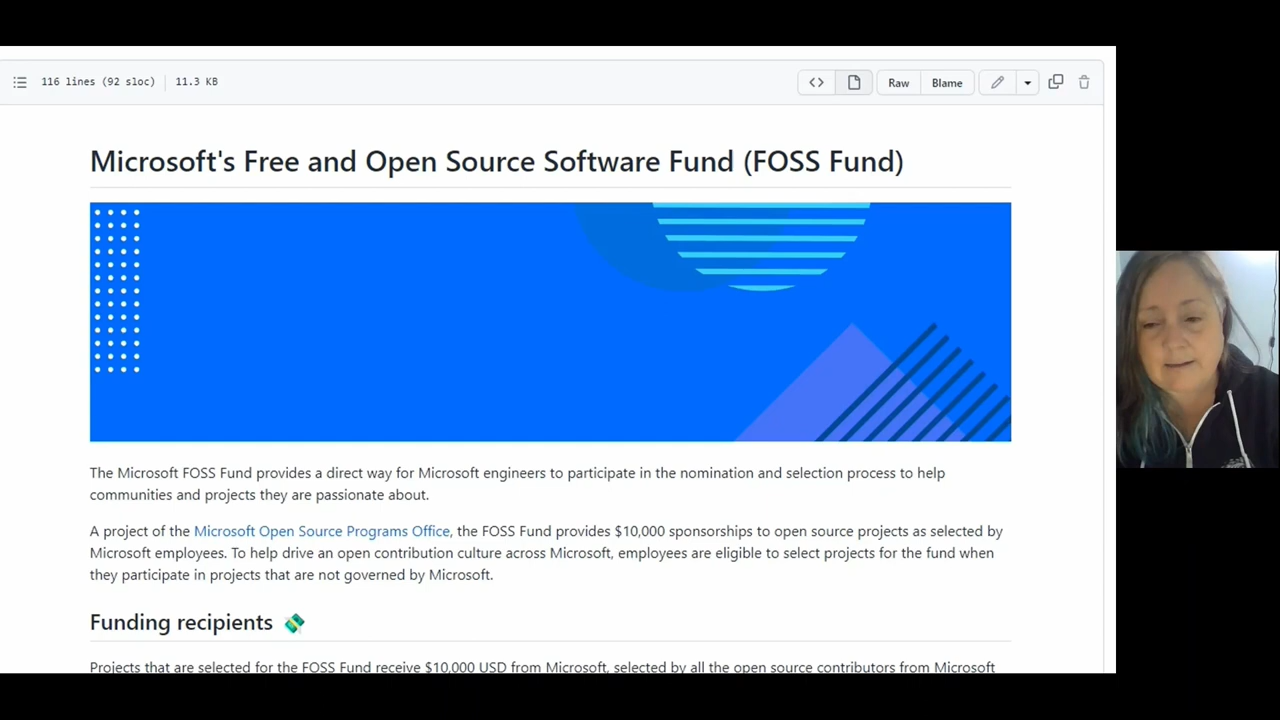 116 lines (92 sloc) 11.3 KB
Raw Blame
Microsoft's Free and Open Source Software Fund (FOSS Fund)
The Microsoft FOSS Fund provides a direct way for Microsoft engineers to participate in the nomination and selection process to help
communities and projects they are passionate about.
A project of the Microsoft Open Source Programs Office, the FOSS Fund provides $10,000 sponsorships to open source projects as selected by
Microsoft employees. To help drive an open contribution culture across Microsoft, employees are eligible to select projects for the fund when
they participate in projects that are not governed by Microsoft.
Funding recipients 💸
Projects that are selected for the FOSS Fund receive $10,000 USD from Microsoft, selected by all the open source contributors from Microsoft